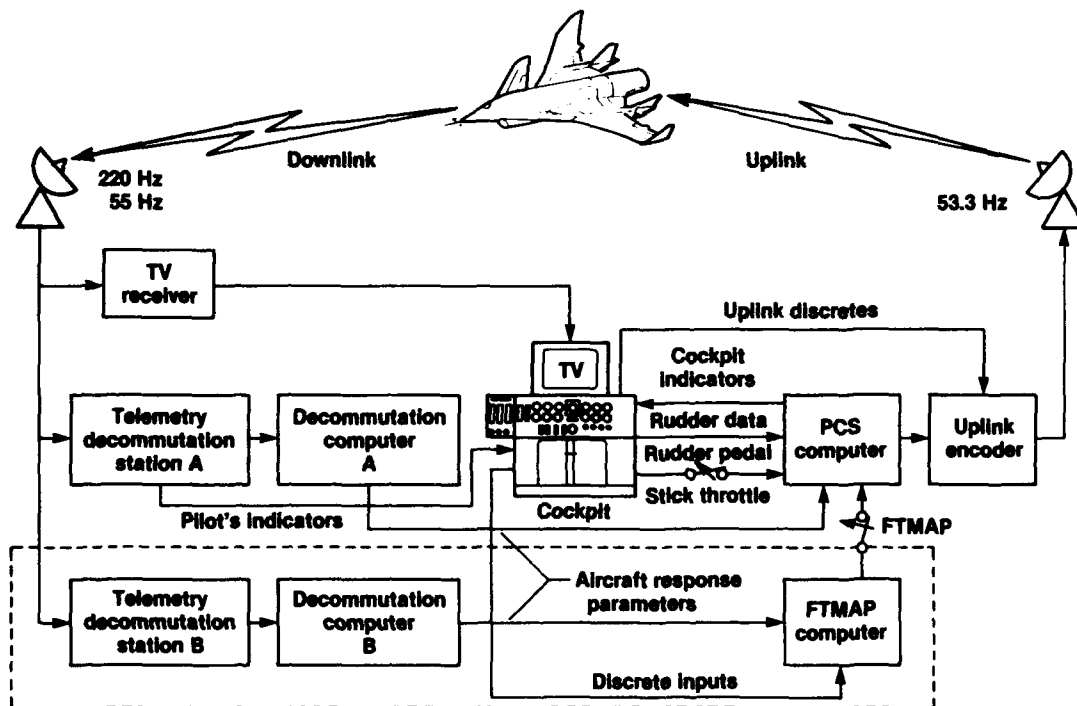 Downlink
Uplink
220 Hz
55 Hz
53.3 Hz
TV
receiver
Uplink discretes
TV
Cockpit
indicators
Telemetry
decommutation
station A
Decommutation
computer
A
Rudder data
Rudder pedal
Stick throttle
PCS
computer
Uplink
encoder
Pilot's indicators
Cockpit
FTMAP
Telemetry
decommutation
station B
Decommutation
computer
B
Aircraft response
parameters
FTMAP
computer
Discrete inputs